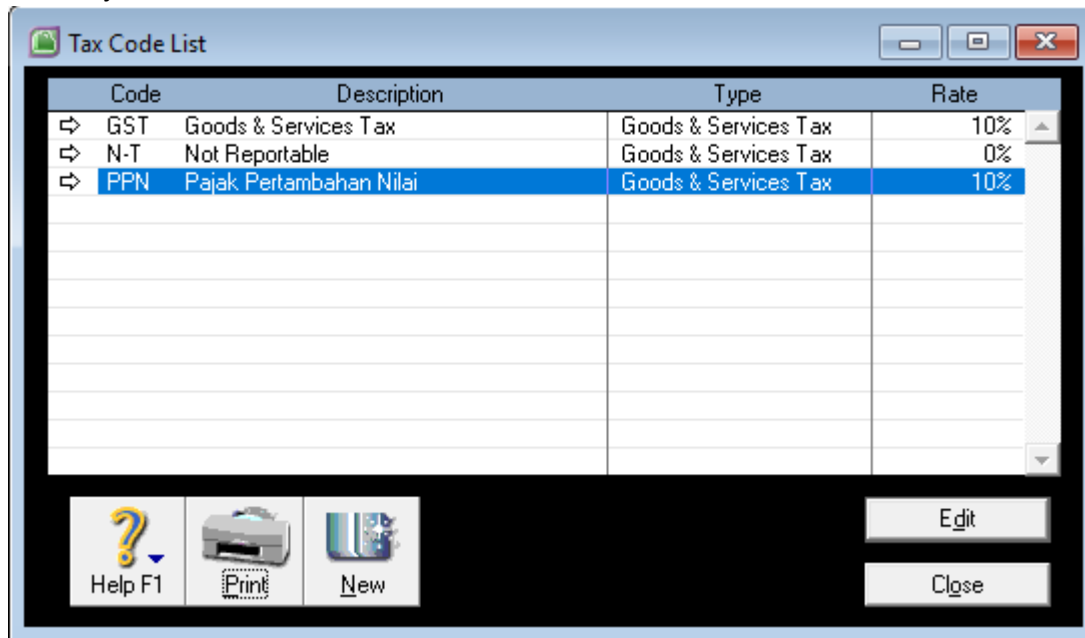 Tax Code List
Code Description Type Rate
GST Goods & Services Tax Goods & Services Tax 10%
N-T Not Reportable Goods & Services Tax 0%
PPN Pajak Pertambahan Nilai Goods & Services Tax 10%
Edit
Help F1 Print New Close